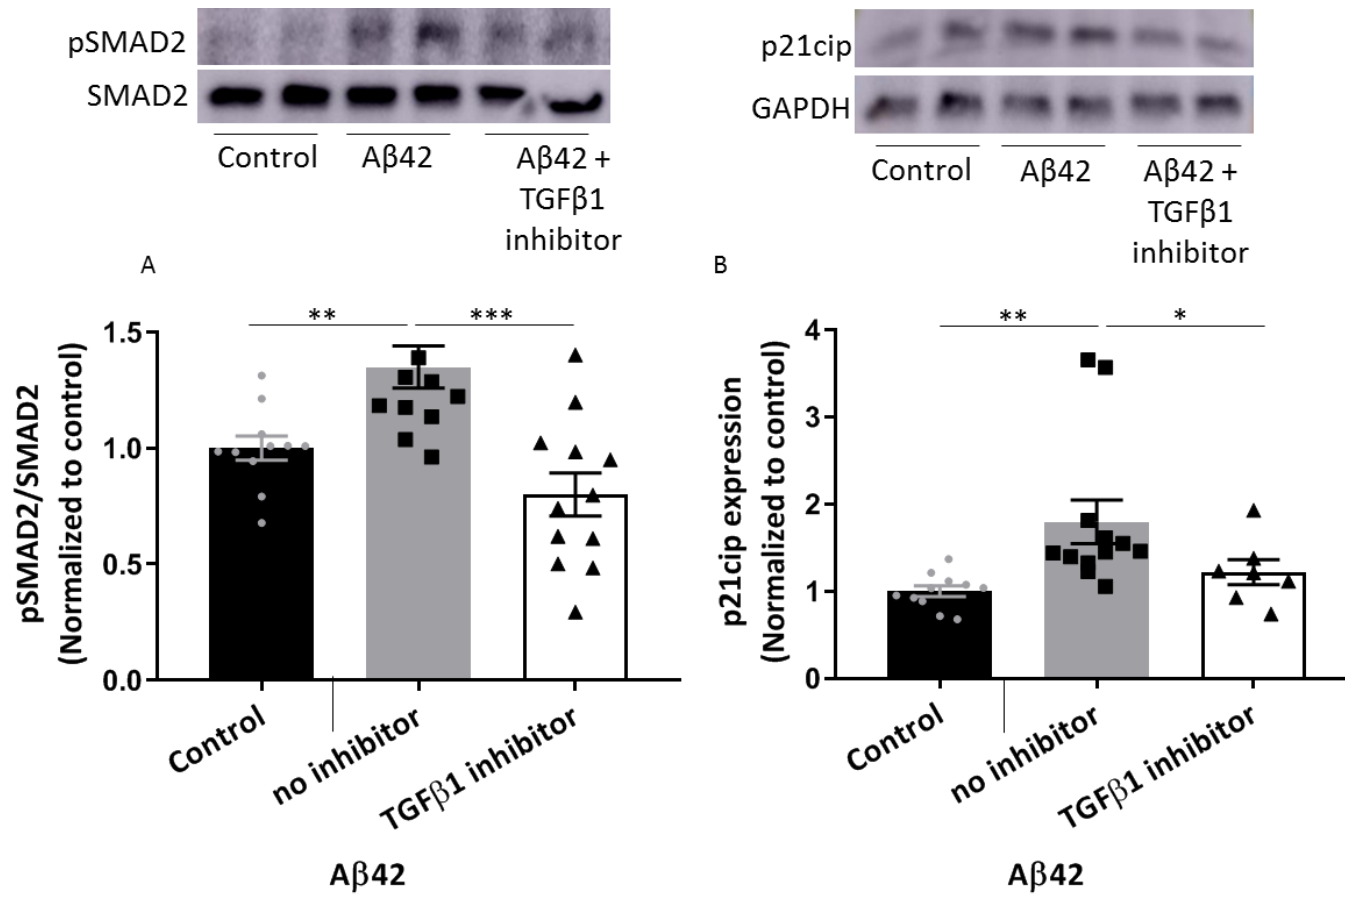 pSMAD2
SMAD2
Control
Aβ42
Aβ42 +
TGFβ1
inhibitor
p21cip
GAPDH
Control
Aβ42
Aβ42 +
TGFβ1
inhibitor
A
**
***
pSMAD2/SMAD2
(Normalized to control)
1.5
1.0
0.5
0.0
Control
no inhibitor
TGFβ1 inhibitor
Aβ42
B
**
*
p21cip expression
(Normalized to control)
4
3
2
1
0
Control
no inhibitor
TGFβ1 inhibitor
Aβ42